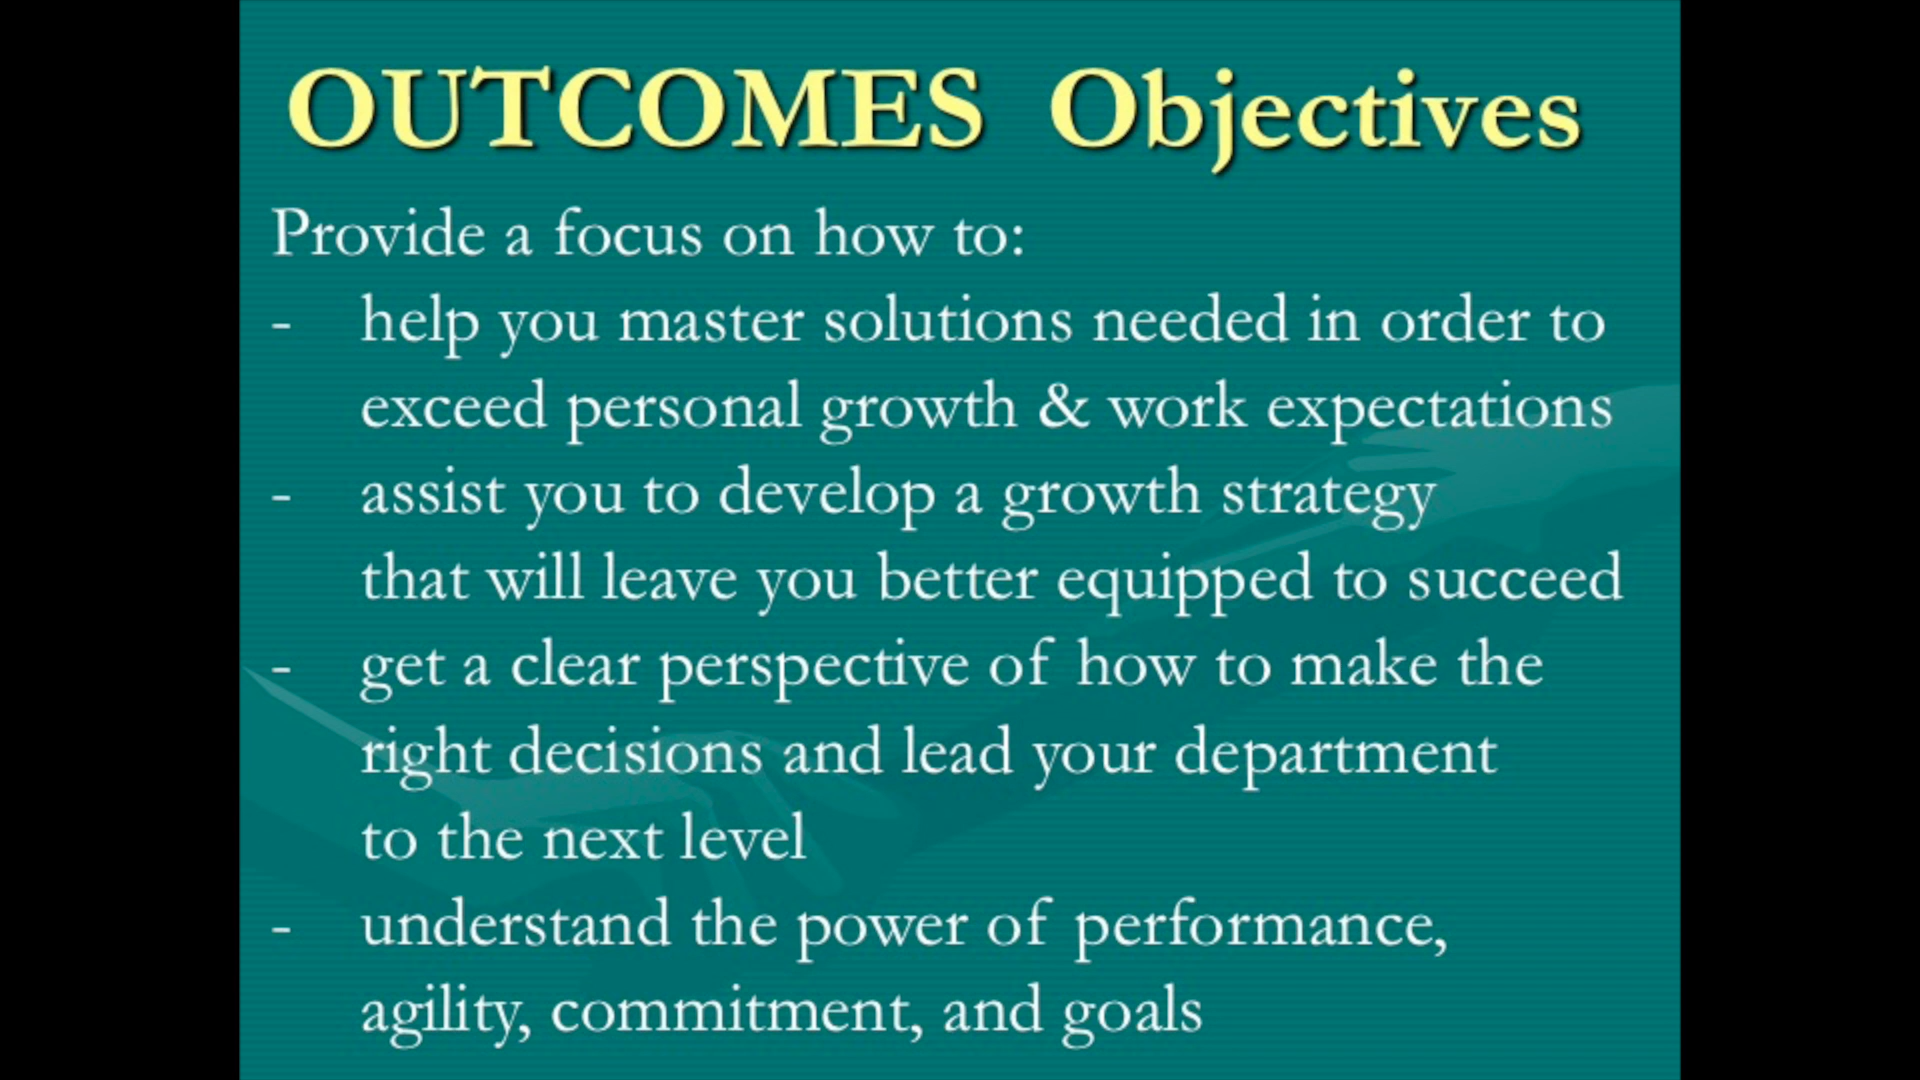 OUTCOMES Objectives
Provide a focus on how to:
- help you master solutions needed in order to
exceed personal growth & work expectations
- assist you to develop a growth strategy
that will leave you better equipped to succeed
- get a clear perspective of how to make the
right decisions and lead your department
to the next level
- understand the power of performance,
agility, commitment, and goals